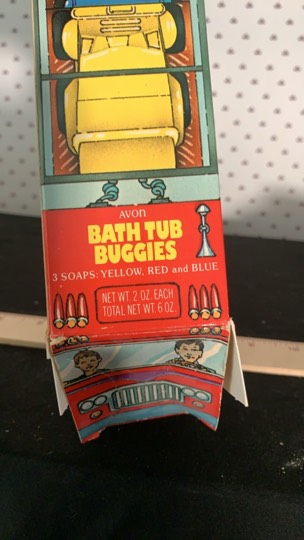 AVON
BATH TUB
BUGGIES
3 SOAPS: YELLOW, RED and BLUE
NET WT. 2 OZ. EACH
TOTAL NET WT. 6 OZ